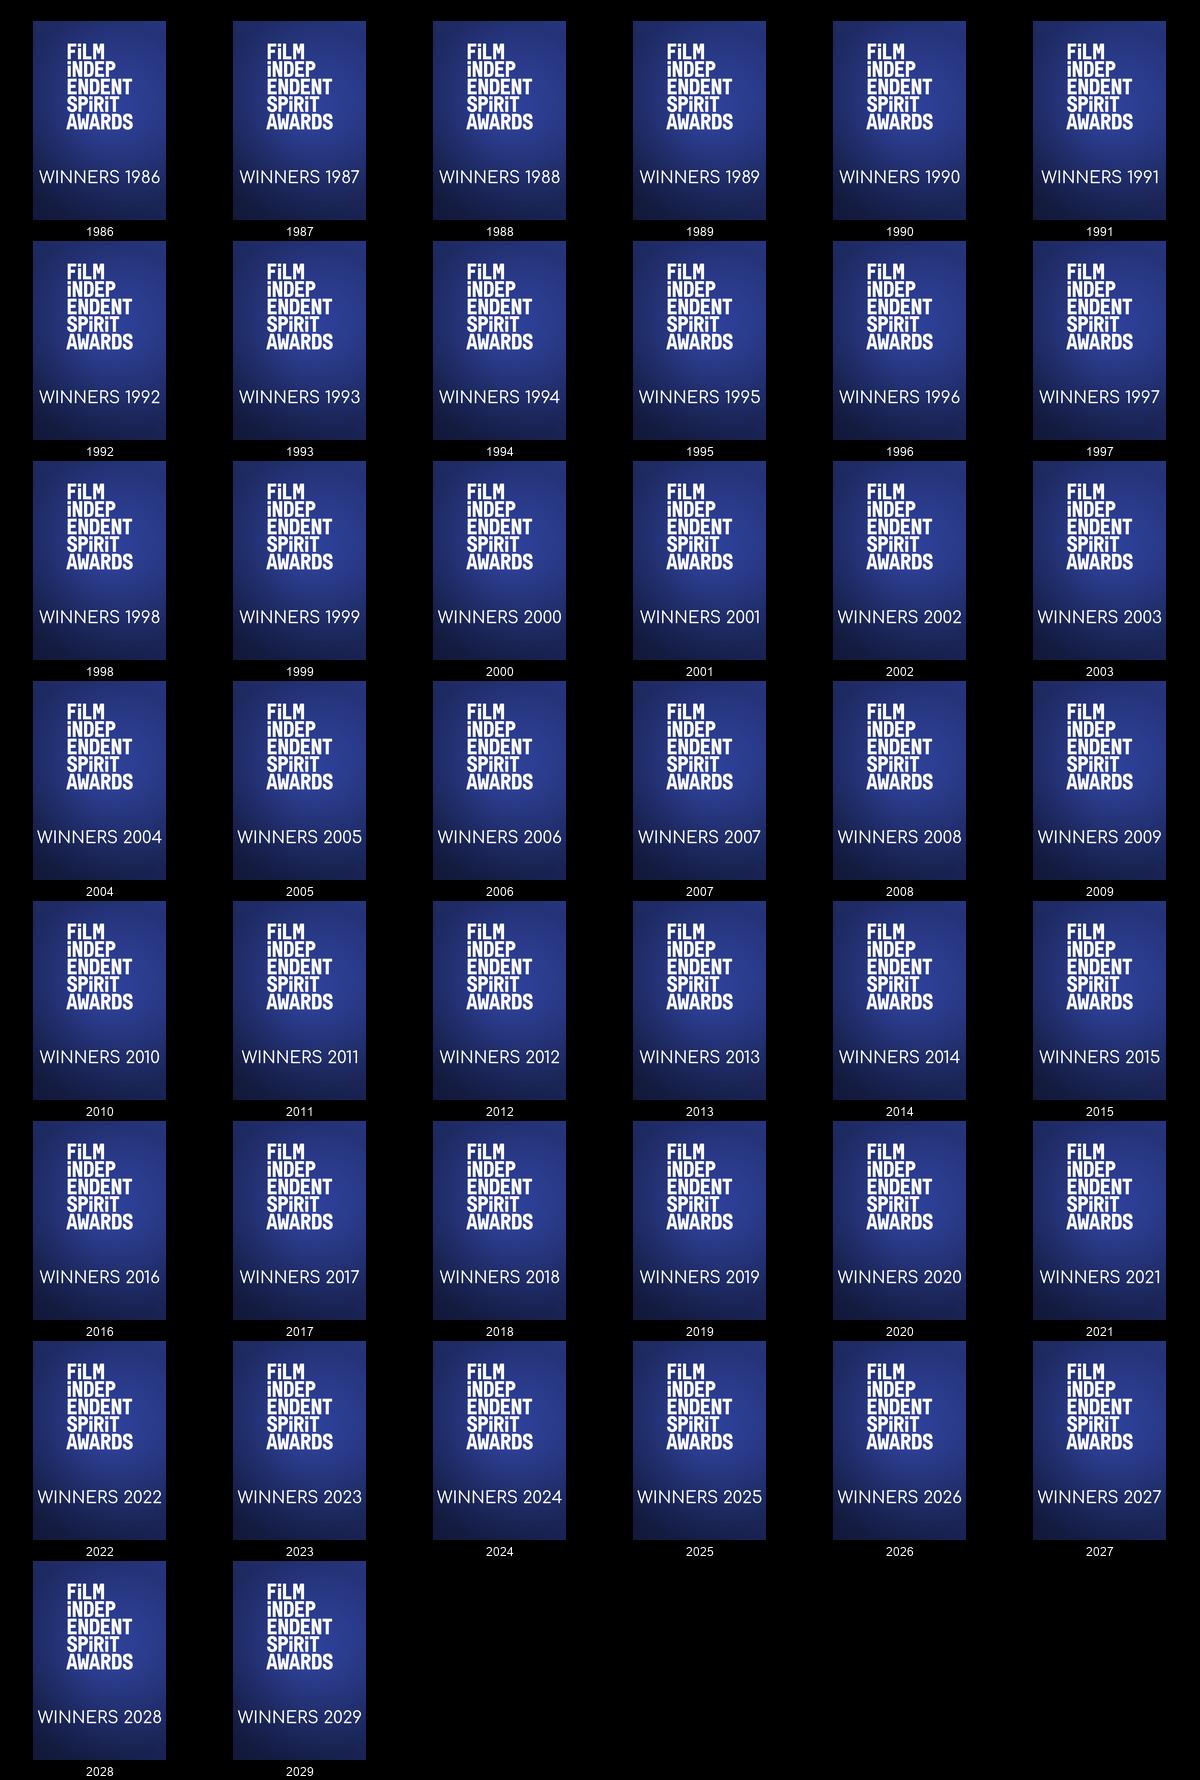 FiLM
iNDEP
ENDENT
SPiRiT
AWARDS
WINNERS 1986
1986
FiLM
iNDEP
ENDENT
SPiRiT
AWARDS
WINNERS 1987
1987
FiLM
iNDEP
ENDENT
SPiRiT
AWARDS
WINNERS 1988
1988
FiLM
iNDEP
ENDENT
SPiRiT
AWARDS
WINNERS 1989
1989
FiLM
iNDEP
ENDENT
SPiRiT
AWARDS
WINNERS 1990
1990
FiLM
iNDEP
ENDENT
SPiRiT
AWARDS
WINNERS 1991
1991
FiLM
iNDEP
ENDENT
SPiRiT
AWARDS
WINNERS 1992
1992
FiLM
iNDEP
ENDENT
SPiRiT
AWARDS
WINNERS 1993
1993
FiLM
iNDEP
ENDENT
SPiRiT
AWARDS
WINNERS 1994
1994
FiLM
iNDEP
ENDENT
SPiRiT
AWARDS
WINNERS 1995
1995
FiLM
iNDEP
ENDENT
SPiRiT
AWARDS
WINNERS 1996
1996
FiLM
iNDEP
ENDENT
SPiRiT
AWARDS
WINNERS 1997
1997
FiLM
iNDEP
ENDENT
SPiRiT
AWARDS
WINNERS 1998
1998
FiLM
iNDEP
ENDENT
SPiRiT
AWARDS
WINNERS 1999
1999
FiLM
iNDEP
ENDENT
SPiRiT
AWARDS
WINNERS 2000
2000
FiLM
iNDEP
ENDENT
SPiRiT
AWARDS
WINNERS 2001
2001
FiLM
iNDEP
ENDENT
SPiRiT
AWARDS
WINNERS 2002
2002
FiLM
iNDEP
ENDENT
SPiRiT
AWARDS
WINNERS 2003
2003
FiLM
iNDEP
ENDENT
SPiRiT
AWARDS
WINNERS 2004
2004
FiLM
iNDEP
ENDENT
SPiRiT
AWARDS
WINNERS 2005
2005
FiLM
iNDEP
ENDENT
SPiRiT
AWARDS
WINNERS 2006
2006
FiLM
iNDEP
ENDENT
SPiRiT
AWARDS
WINNERS 2007
2007
FiLM
iNDEP
ENDENT
SPiRiT
AWARDS
WINNERS 2008
2008
FiLM
iNDEP
ENDENT
SPiRiT
AWARDS
WINNERS 2009
2009
FiLM
iNDEP
ENDENT
SPiRiT
AWARDS
WINNERS 2010
2010
FiLM
iNDEP
ENDENT
SPiRiT
AWARDS
WINNERS 2011
2011
FiLM
iNDEP
ENDENT
SPiRiT
AWARDS
WINNERS 2012
2012
FiLM
iNDEP
ENDENT
SPiRiT
AWARDS
WINNERS 2013
2013
FiLM
iNDEP
ENDENT
SPiRiT
AWARDS
WINNERS 2014
2014
FiLM
iNDEP
ENDENT
SPiRiT
AWARDS
WINNERS 2015
2015
FiLM
iNDEP
ENDENT
SPiRiT
AWARDS
WINNERS 2016
2016
FiLM
iNDEP
ENDENT
SPiRiT
AWARDS
WINNERS 2017
2017
FiLM
iNDEP
ENDENT
SPiRiT
AWARDS
WINNERS 2018
2018
FiLM
iNDEP
ENDENT
SPiRiT
AWARDS
WINNERS 2019
2019
FiLM
iNDEP
ENDENT
SPiRiT
AWARDS
WINNERS 2020
2020
FiLM
iNDEP
ENDENT
SPiRiT
AWARDS
WINNERS 2021
2021
FiLM
iNDEP
ENDENT
SPiRiT
AWARDS
WINNERS 2022
2022
FiLM
iNDEP
ENDENT
SPiRiT
AWARDS
WINNERS 2023
2023
FiLM
iNDEP
ENDENT
SPiRiT
AWARDS
WINNERS 2024
2024
FiLM
iNDEP
ENDENT
SPiRiT
AWARDS
WINNERS 2025
2025
FiLM
iNDEP
ENDENT
SPiRiT
AWARDS
WINNERS 2026
2026
FiLM
iNDEP
ENDENT
SPiRiT
AWARDS
WINNERS 2027
2027
FiLM
iNDEP
ENDENT
SPiRiT
AWARDS
WINNERS 2028
2028
FiLM
iNDEP
ENDENT
SPiRiT
AWARDS
WINNERS 2029
2029